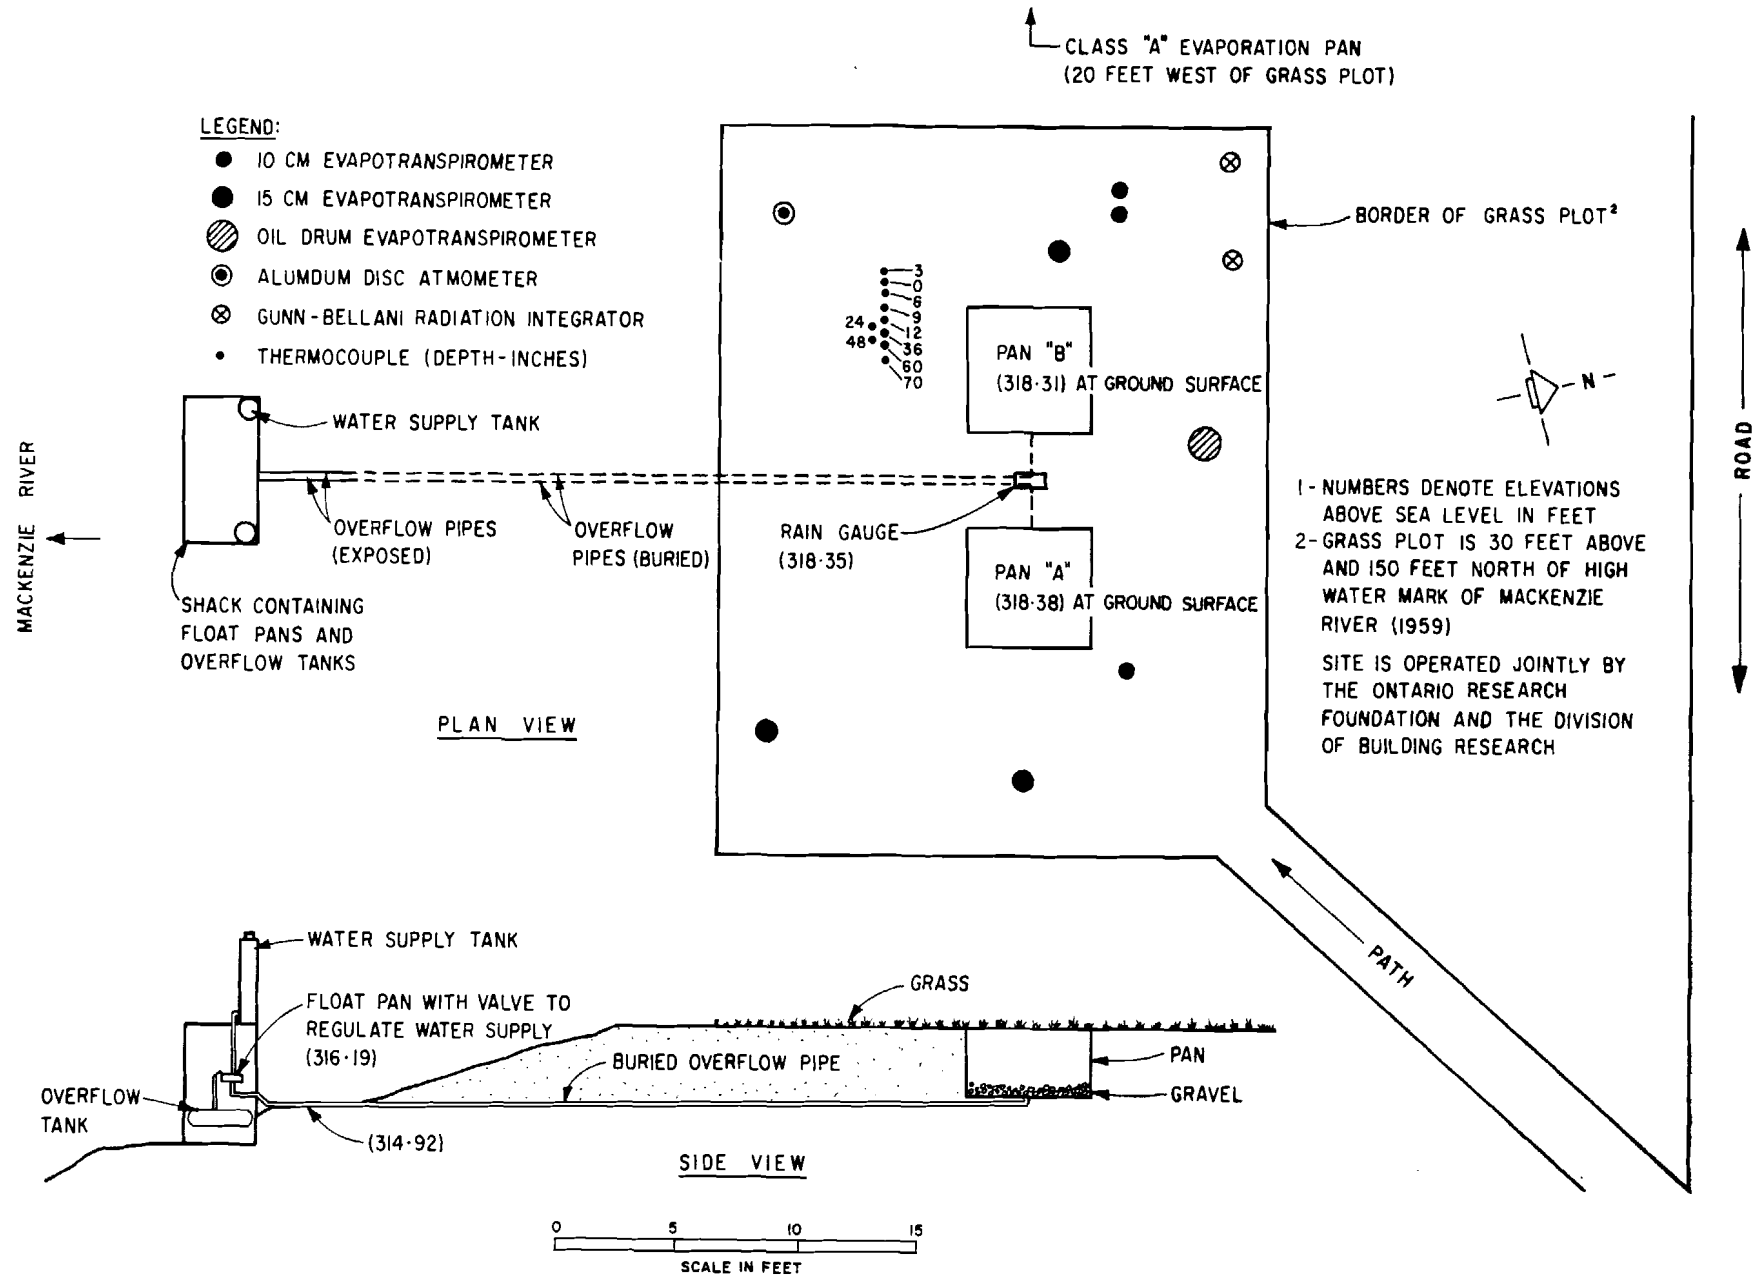 CLASS "A" EVAPORATION PAN
(20 FEET WEST OF GRASS PLOT)
LEGEND:
10 CM EVAPOTRANSPIROMETER
15 CM EVAPOTRANSPIROMETER
OIL DRUM EVAPOTRANSPIROMETER
ALUMDUM DISC ATMOMETER
GUNN-BELLANI RADIATION INTEGRATOR
THERMOCOUPLE (DEPTH-INCHES)
BORDER OF GRASS PLOT²
3
0
6
9
12
24
36
48
60
70
PAN "B"
(318·31) AT GROUND SURFACE
WATER SUPPLY TANK
MACKENZIE RIVER
OVERFLOW PIPES
(EXPOSED)
OVERFLOW
PIPES (BURIED)
RAIN GAUGE
(318·35)
PAN "A"
(318·38) AT GROUND SURFACE
SHACK CONTAINING
FLOAT PANS AND
OVERFLOW TANKS
N
ROAD
1- NUMBERS DENOTE ELEVATIONS
ABOVE SEA LEVEL IN FEET
2- GRASS PLOT IS 30 FEET ABOVE
AND 150 FEET NORTH OF HIGH
WATER MARK OF MACKENZIE
RIVER (1959)
SITE IS OPERATED JOINTLY BY
THE ONTARIO RESEARCH
FOUNDATION AND THE DIVISION
OF BUILDING RESEARCH
PLAN VIEW
PATH
WATER SUPPLY TANK
FLOAT PAN WITH VALVE TO
REGULATE WATER SUPPLY
(316·19)
GRASS
BURIED OVERFLOW PIPE
PAN
GRAVEL
OVERFLOW
TANK
(314·92)
SIDE VIEW
0 5 10 15
SCALE IN FEET